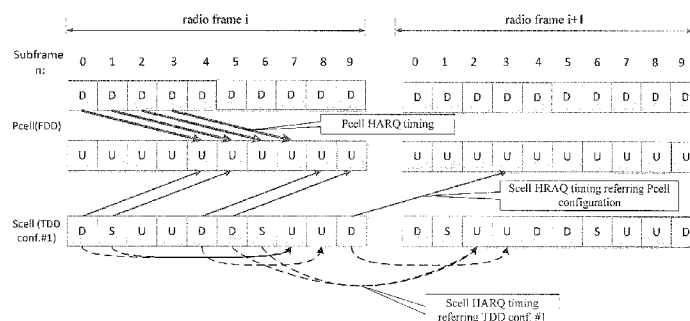 radio frame i
radio frame i+1
Subframe n:
0 1 2 3 4 5 6 7 8 9
0 1 2 3 4 5 6 7 8 9
D D D D D D D D D D
D D D D D D D D D D
Pcell(FDD)
Pcell HARQ timing
U U U U U U U U U U
U U U U U U U U U U
Scell HRAQ timing referring Pcell
configuration
Scell (TDD
conf.#1)
D S U U D D S U U D
D S U U D D S U U D
Scell HARQ timing
referring TDD conf. #1